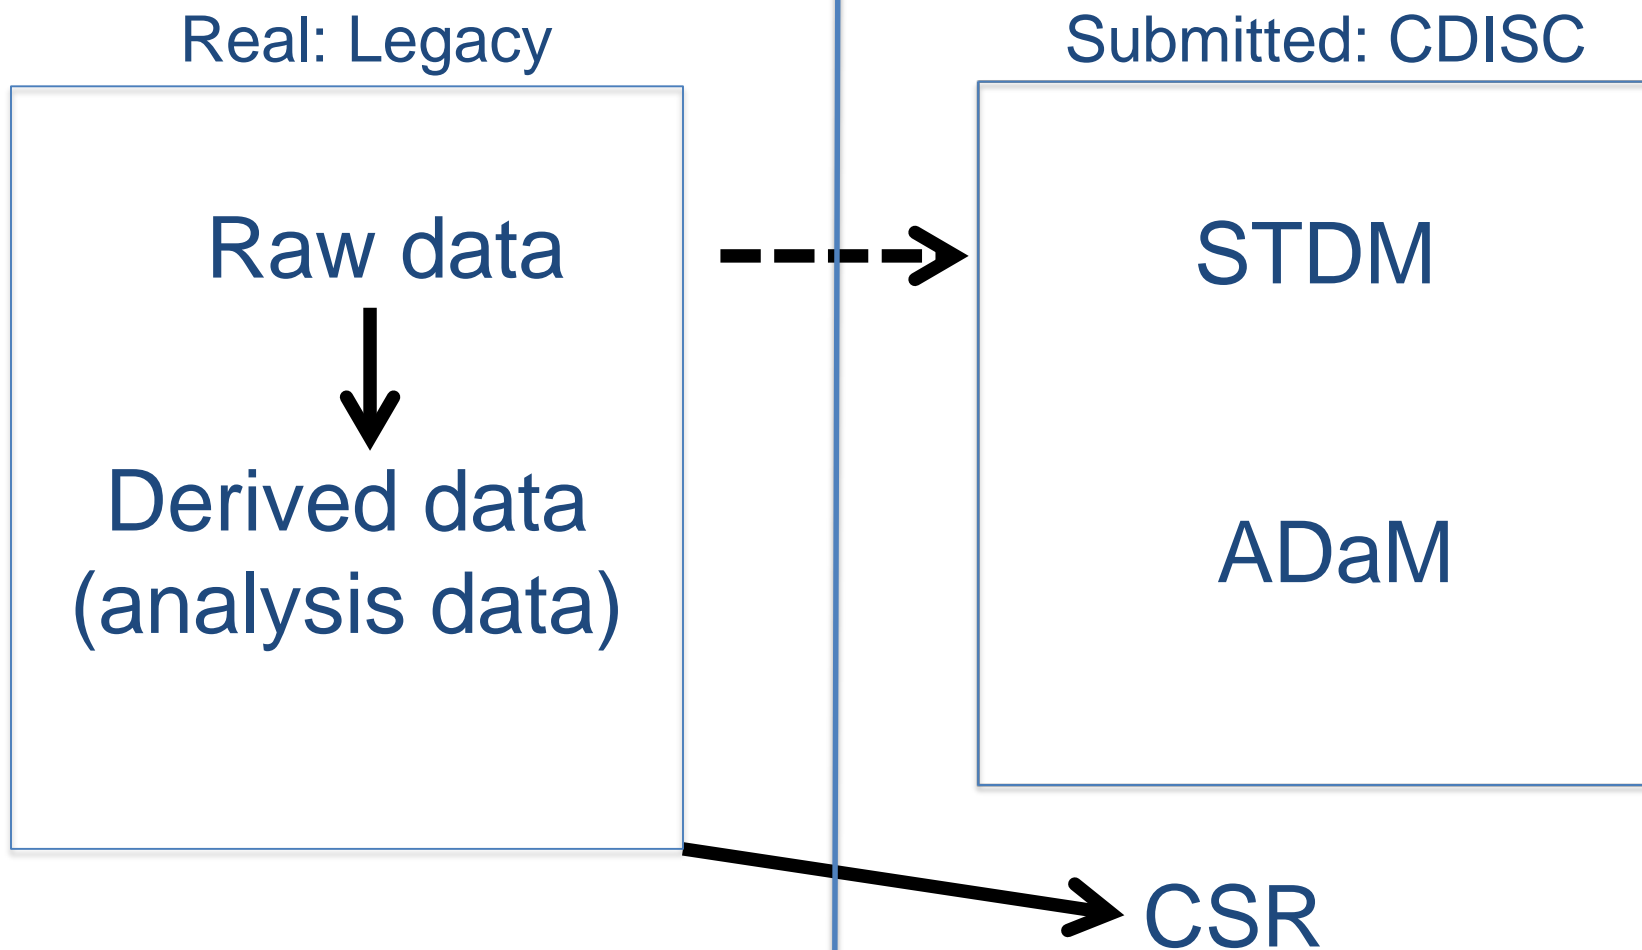 Real: Legacy
Submitted: CDISC
Raw data
STDM
Derived data
(analysis data)
ADaM
CSR